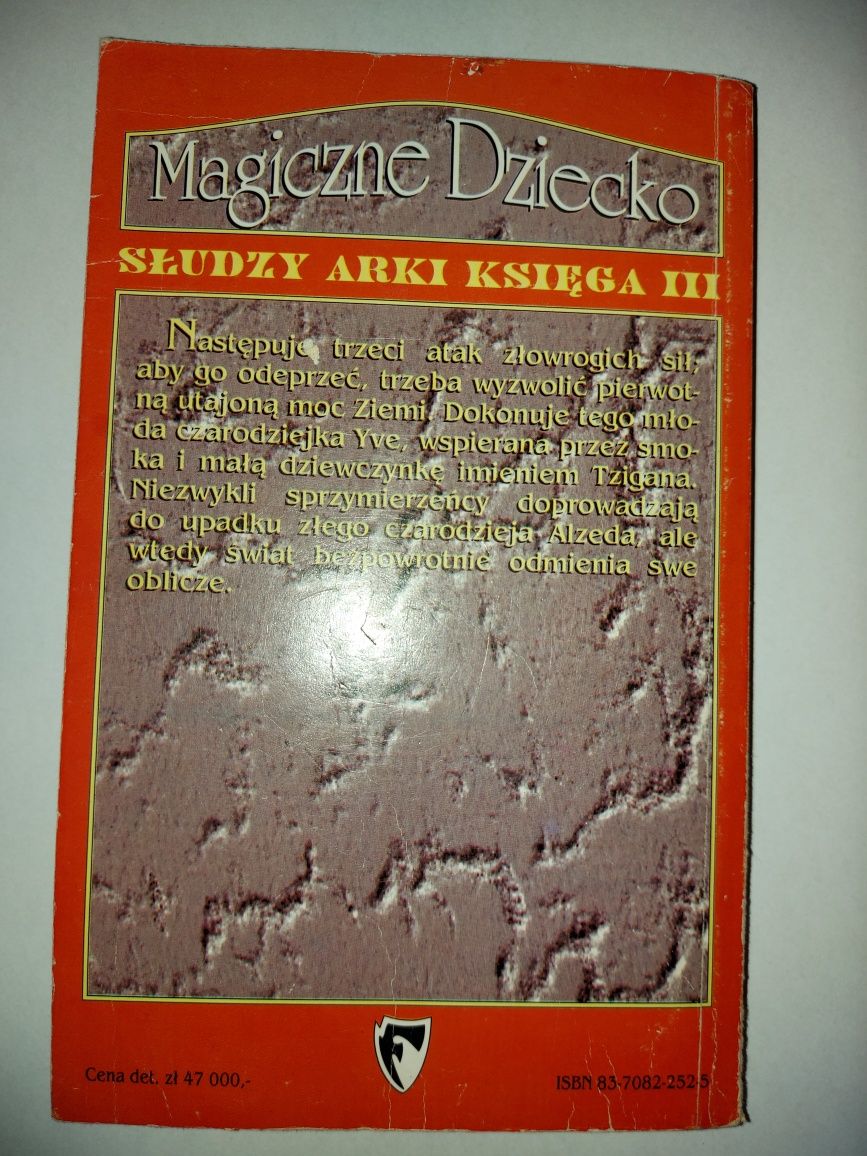 Magiczne Dziecko
SŁUDZY ARKI KSIĘGA III
Następuje trzeci atak złowrogich sił,
aby go odeprzeć, trzeba wyzwolić pierwot-
ną utajoną moc Ziemi. Dokonuje tego mło-
da czarodziejka Yve, wspierana przez smo-
ka i małą dziewczynkę imieniem Tzigana.
Niezwykli sprzymierzeńcy doprowadzają
do upadku złego czarodzieja Alzeda, ale
wtedy świat bezpowrotnie odmienia swe
oblicze.
F
Cena det. zł 47 000,-
ISBN 83-7082-252-5